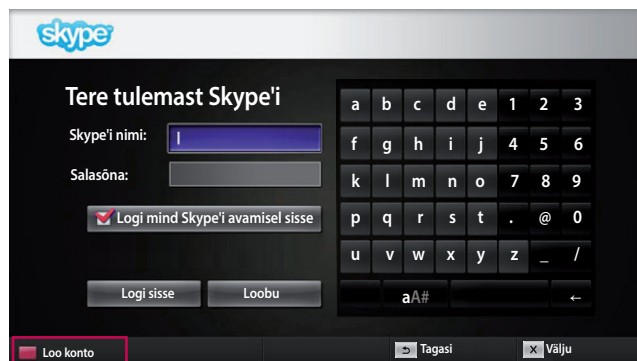 skype
Tere tulemast Skype'i
Skype'i nimi:
Salasõna:
Logi mind Skype'i avamisel sisse
Logi sisse Loobu
a b c d e 1 2 3
f g h i j 4 5 6
k l m n o 7 8 9
p q r s t . @ 0
u v w x y z _ /
aA# ←
Loo konto Tagasi X Välju